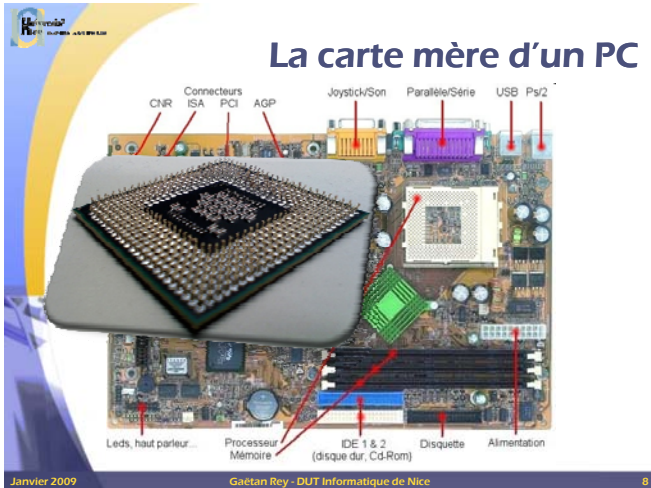 La carte mère d'un PC
Connecteurs
CNR ISA PCI AGP
Joystick/Son
Parallèle/Série
USB Ps/2
Leds, haut parleur...
Processeur
Mémoire
IDE 1 & 2
(disque dur, Cd-Rom)
Disquette
Alimentation
Janvier 2009
Gaëtan Rey - DUT Informatique de Nice
8